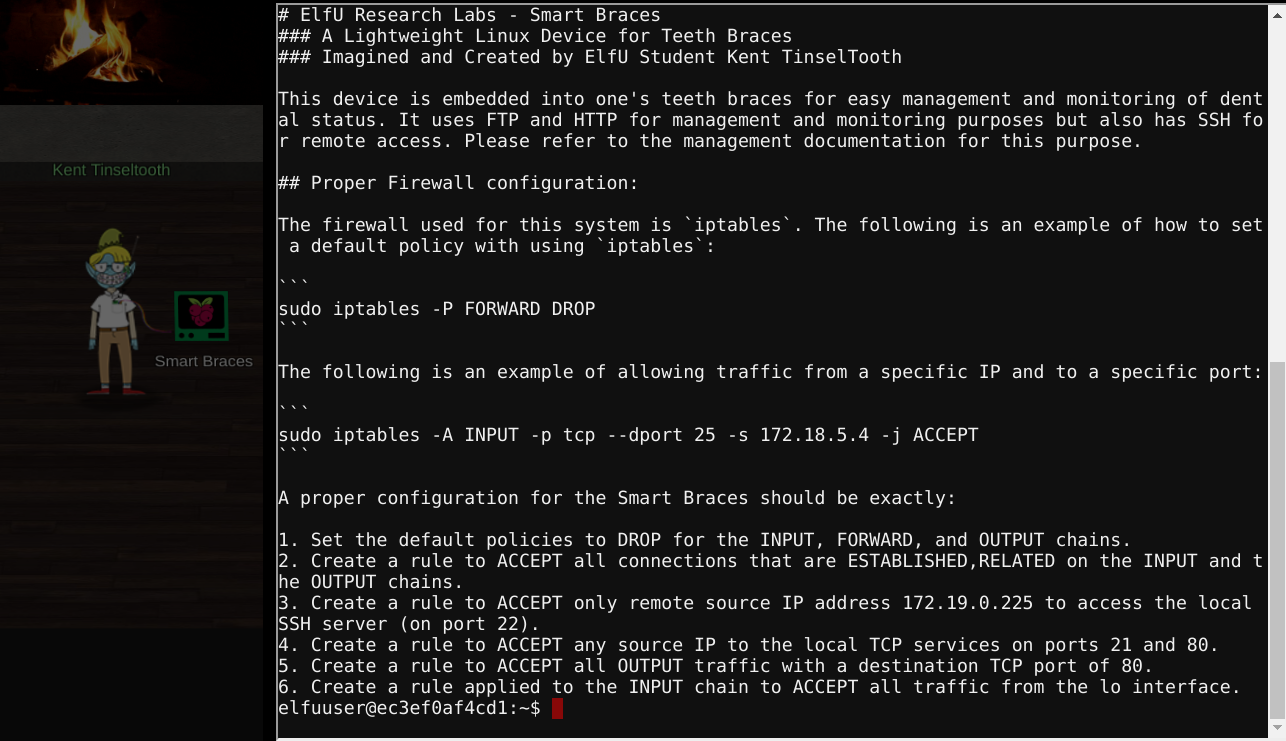 # ElfU Research Labs - Smart Braces
### A Lightweight Linux Device for Teeth Braces
### Imagined and Created by ElfU Student Kent TinselTooth
This device is embedded into one's teeth braces for easy management and monitoring of dent
al status. It uses FTP and HTTP for management and monitoring purposes but also has SSH fo
r remote access. Please refer to the management documentation for this purpose.
## Proper Firewall configuration:
The firewall used for this system is `iptables`. The following is an example of how to set
 a default policy with using `iptables`:
```
sudo iptables -P FORWARD DROP
```
The following is an example of allowing traffic from a specific IP and to a specific port:
```
sudo iptables -A INPUT -p tcp --dport 25 -s 172.18.5.4 -j ACCEPT
```
A proper configuration for the Smart Braces should be exactly:
1. Set the default policies to DROP for the INPUT, FORWARD, and OUTPUT chains.
2. Create a rule to ACCEPT all connections that are ESTABLISHED,RELATED on the INPUT and t
he OUTPUT chains.
3. Create a rule to ACCEPT only remote source IP address 172.19.0.225 to access the local
SSH server (on port 22).
4. Create a rule to ACCEPT any source IP to the local TCP services on ports 21 and 80.
5. Create a rule to ACCEPT all OUTPUT traffic with a destination TCP port of 80.
6. Create a rule applied to the INPUT chain to ACCEPT all traffic from the lo interface.
elfuuser@ec3ef0af4cd1:~$
Kent Tinseltooth
Smart Braces